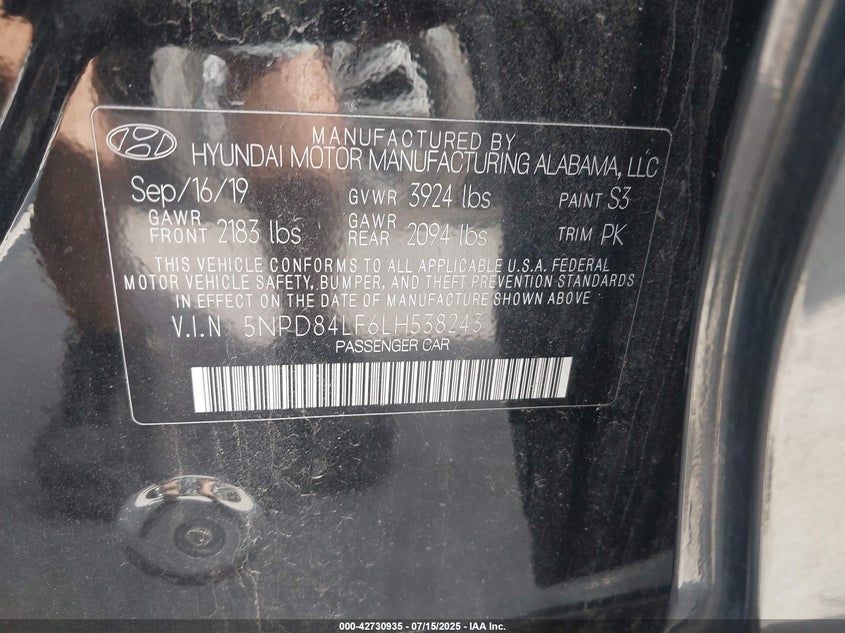 MANUFACTURED BY
HYUNDAI MOTOR MANUFACTURING ALABAMA, LLC
Sep/16/19 GVWR 3924 lbs PAINT S3
GAWR FRONT 2183 lbs GAWR REAR 2094 lbs TRIM PK
THIS VEHICLE CONFORMS TO ALL APPLICABLE U.S.A. FEDERAL
MOTOR VEHICLE SAFETY, BUMPER, AND THEFT PREVENTION STANDARDS
IN EFFECT ON THE DATE OF MANUFACTURE SHOWN ABOVE
V.I.N 5NPD84LF6LH538243
PASSENGER CAR
000-42730935 - 07/15/2025 - IAA Inc.